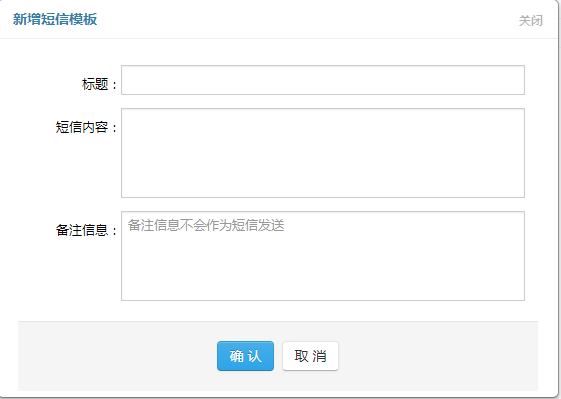 新增短信模板
关闭
标题：
短信内容：
备注信息：
备注信息不会作为短信发送
确 认
取 消